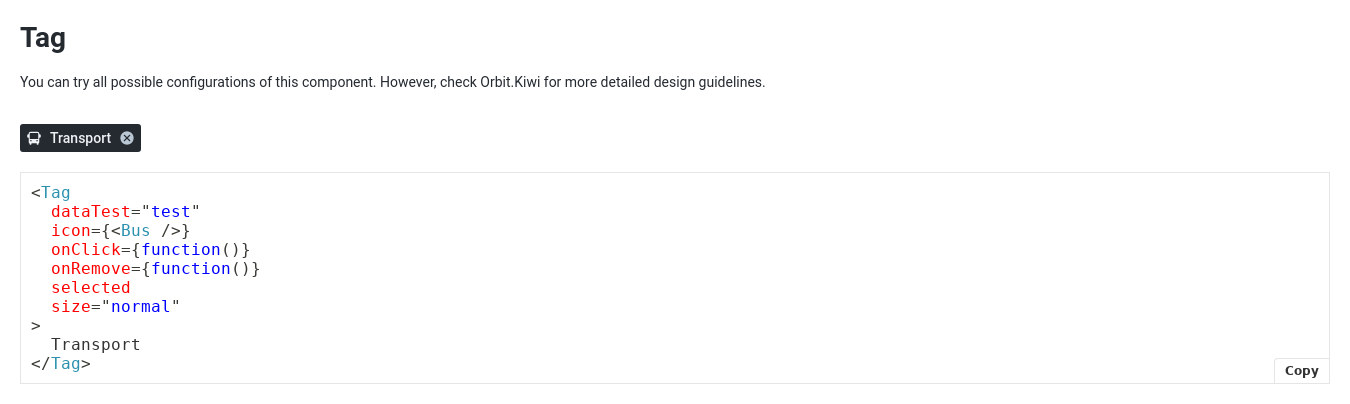 Tag
You can try all possible configurations of this component. However, check Orbit.Kiwi for more detailed design guidelines.
Transport
<Tag
  dataTest="test"
  icon={<Bus />}
  onClick={function()}
  onRemove={function()}
  selected
  size="normal"
>
  Transport
</Tag>
Copy